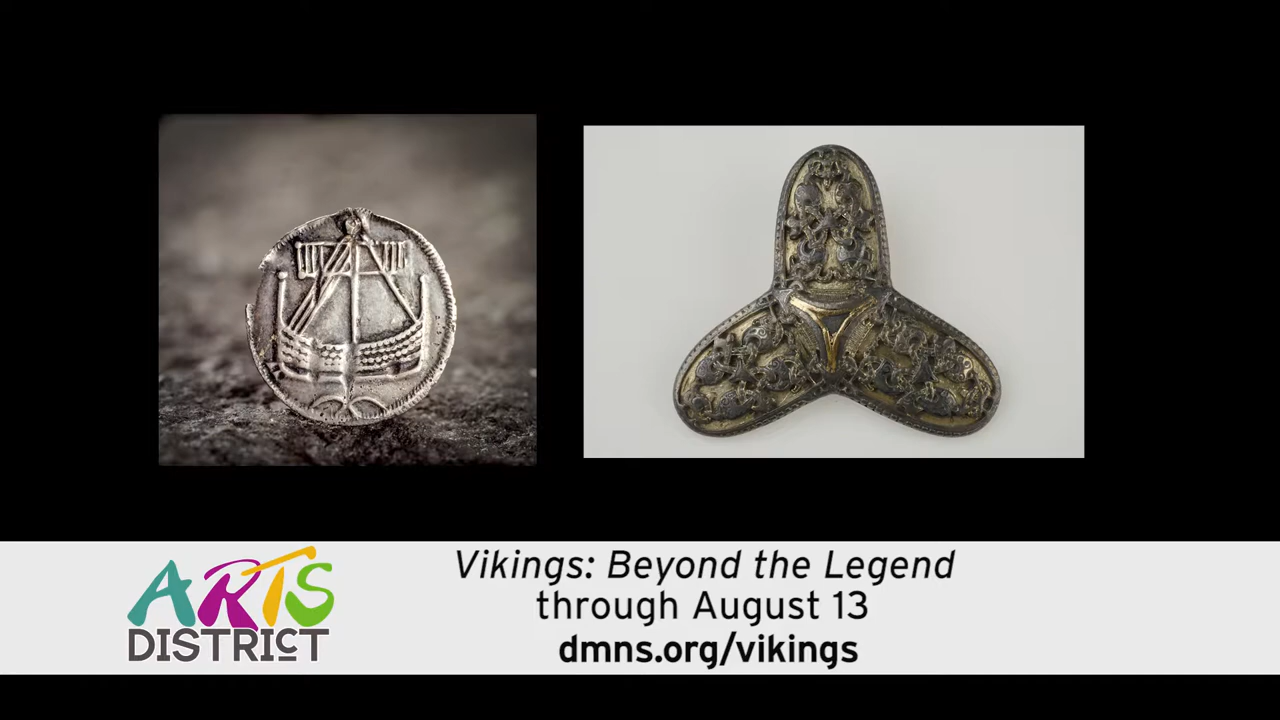 ARTS
DISTRICT
Vikings: Beyond the Legend
through August 13
dmns.org/vikings